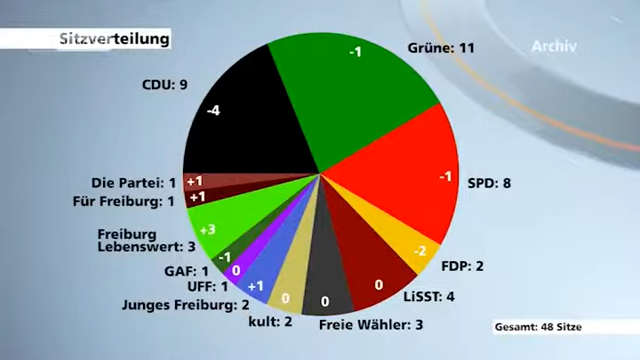 Sitzverteilung
Archiv
-1
Grüne: 11
CDU: 9
-4
-1
SPD: 8
Die Partei: 1
+1
Für Freiburg: 1
+1
+3
Freiburg
Lebenswert: 3
-2
FDP: 2
-1
GAF: 1
0
UFF: 1
+1
Junges Freiburg: 2
0
kult: 2
0
Freie Wähler: 3
0
LiSST: 4
Gesamt: 48 Sitze